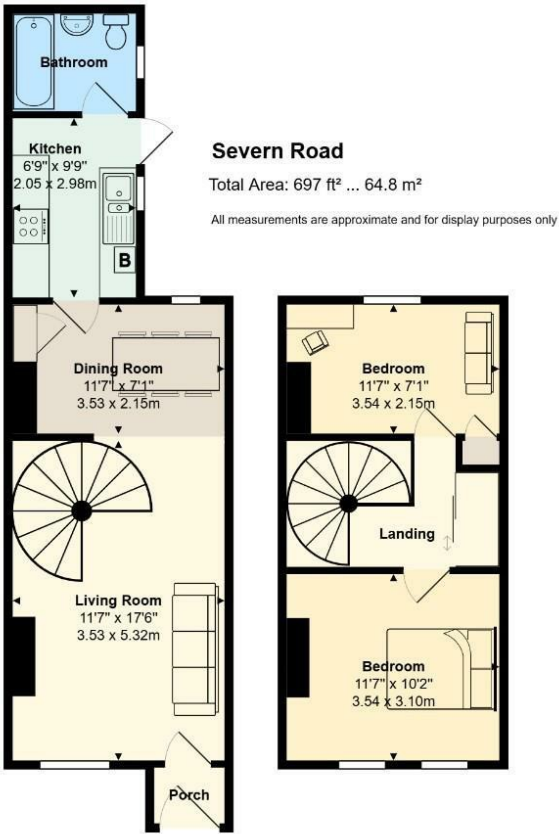 Bathroom
Kitchen
6'9" x 9'9"
2.05 x 2.98m
B
Severn Road
Total Area: 697 ft² ... 64.8 m²
All measurements are approximate and for display purposes only
Dining Room
11'7" x 7'1"
3.53 x 2.15m
Living Room
11'7" x 17'6"
3.53 x 5.32m
Porch
Bedroom
11'7" x 7'1"
3.54 x 2.15m
Landing
Bedroom
11'7" x 10'2"
3.54 x 3.10m